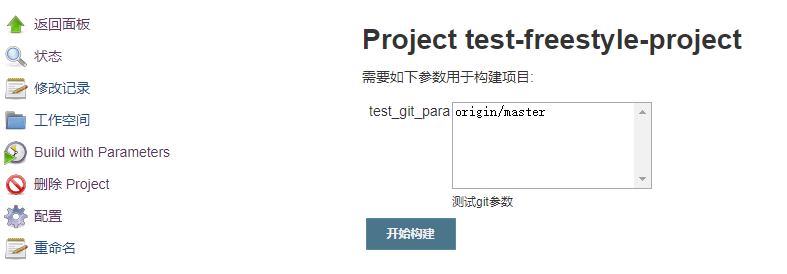 返回面板
状态
修改记录
工作空间
Build with Parameters
删除 Project
配置
重命名
Project test-freestyle-project
需要如下参数用于构建项目:
test_git_para
origin/master
测试git参数
开始构建